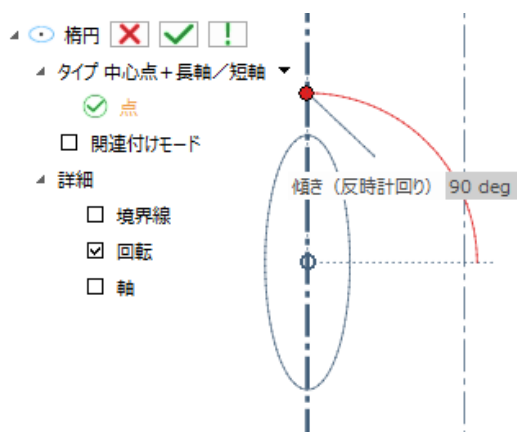 楕円
タイプ 中心点+長軸/短軸
点
関連付けモード
詳細
境界線
回転
軸
傾き (反時計回り) 90 deg